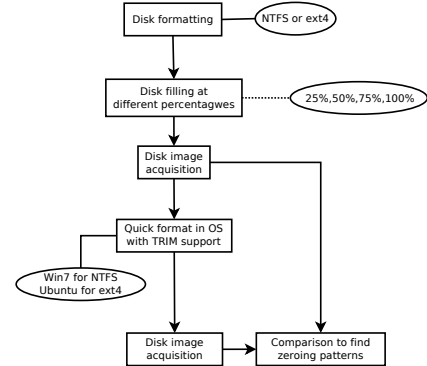 Disk formatting
NTFS or ext4
Disk filling at
different percentagwes
25%,50%,75%,100%
Disk image
acquisition
Quick format in OS
with TRIM support
Win7 for NTFS
Ubuntu for ext4
Disk image
acquisition
Comparison to find
zeroing patterns